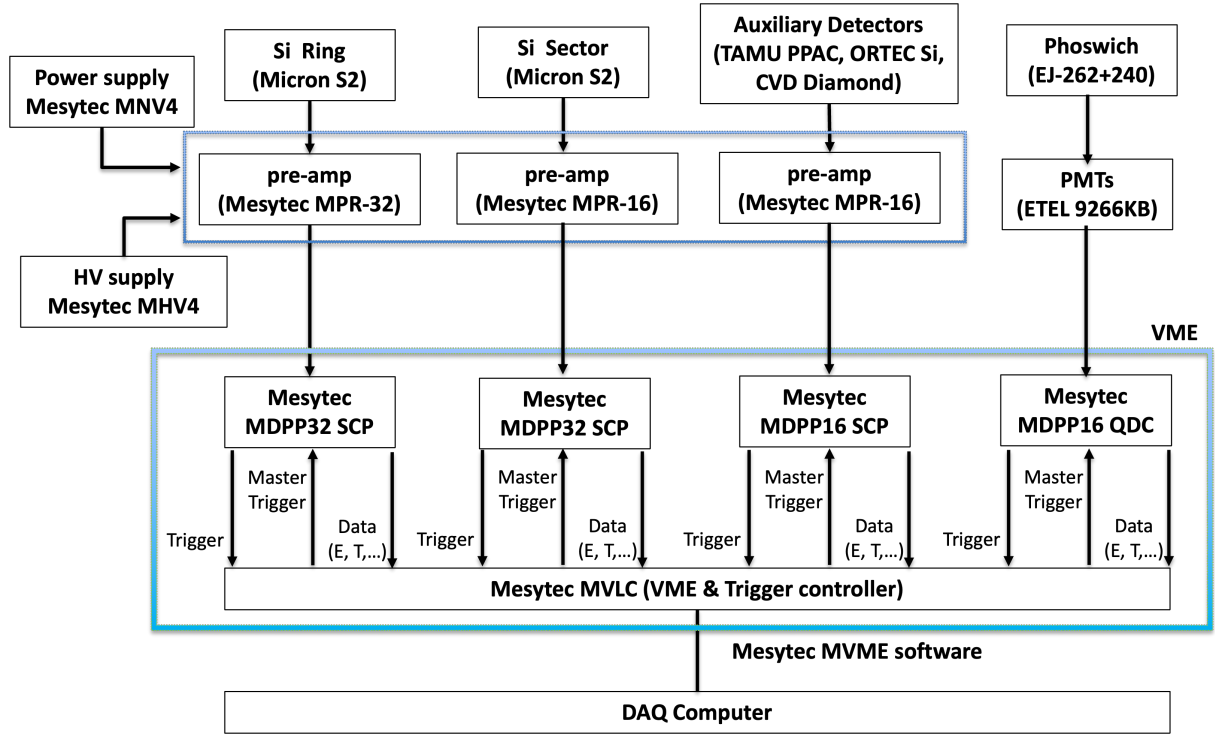 Power supply
Mesytec MNV4
Si Ring
(Micron S2)
Si Sector
(Micron S2)
Auxiliary Detectors
(TAMU PPAC, ORTEC Si,
CVD Diamond)
Phoswich
(EJ-262+240)
pre-amp
(Mesytec MPR-32)
pre-amp
(Mesytec MPR-16)
pre-amp
(Mesytec MPR-16)
PMTs
(ETEL 9266KB)
HV supply
Mesytec MHV4
VME
Mesytec
MDPP32 SCP
Mesytec
MDPP32 SCP
Mesytec
MDPP16 SCP
Mesytec
MDPP16 QDC
Trigger
Master
Trigger
Data
(E, T,...)
Trigger
Master
Trigger
Data
(E, T,...)
Trigger
Master
Trigger
Data
(E, T,...)
Trigger
Master
Trigger
Data
(E, T,...)
Mesytec MVLC (VME & Trigger controller)
Mesytec MVME software
DAQ Computer